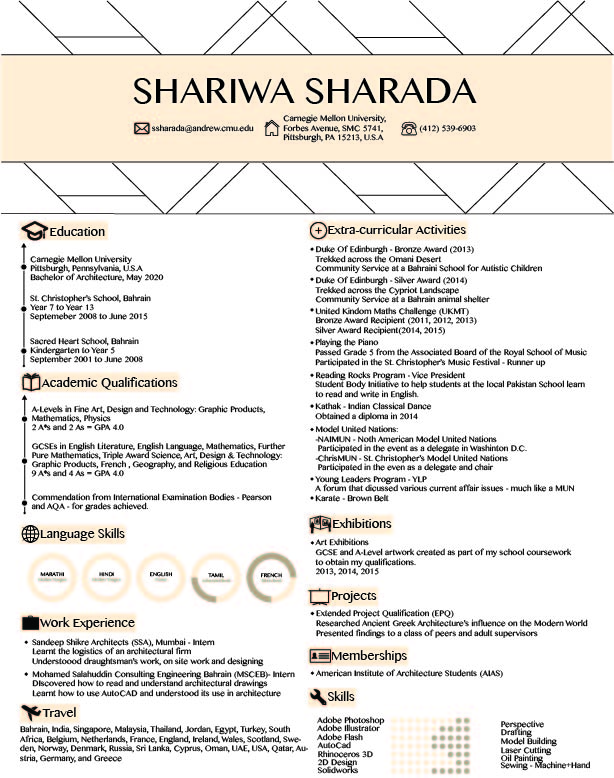 SHARIWA SHARADA
ssharada@andrew.cmu.edu
Carnegie Mellon University,
Forbes Avenue, SMC 5741,
Pittsburgh, PA 15213, U.S.A
(412) 539-6903
Education
Carnegie Mellon University
Pittsburgh, Pennsylvania, U.S.A
Bachelor of Architecture, May 2020
St. Christopher's School, Bahrain
Year 7 to Year 13
Septemeber 2008 to June 2015
Sacred Heart School, Bahrain
Kindergarten to Year 5
September 2001 to June 2008
Academic Qualifications
A-Levels in Fine Art, Design and Technology: Graphic Products,
Mathematics, Physics
2 A*s and 2 As = GPA 4.0
GCSEs in English Literature, English Language, Mathematics, Further
Pure Mathematics, Triple Award Science, Art, Design & Technology:
Graphic Products, French , Geography, and Religious Education
9 A*s and 4 As = GPA 4.0
Commendation from International Examination Bodies - Pearson
and AQA - for grades achieved.
Language Skills
MARATHI
HINDI
ENGLISH
TAMIL
FRENCH
Work Experience
• Sandeep Shikre Architects (SSA), Mumbai - Intern
Learnt the logistics of an architectural firm
Understoood draughtsman's work, on site work and designing
• Mohamed Salahuddin Consulting Engineering Bahrain (MSCEB)- Intern
DIscovered how to read and understand architectural drawings
Learnt how to use AutoCAD and understood its use in architecture
Travel
Bahrain, India, Singapore, Malaysia, Thailand, Jordan, Egypt, Turkey, South
Africa, Belgium, Netherlands, France, England, Ireland, Wales, Scotland, Swe-
den, Norway, Denmark, Russia, Sri Lanka, Cyprus, Oman, UAE, USA, Qatar, Au-
stria, Germany, and Greece
Extra-curricular Activities
• Duke Of Edinburgh - Bronze Award (2013)
Trekked across the Omani Desert
Community Service at a Bahraini School for Autistic Children
• Duke Of Edinburgh - Silver Award (2014)
Trekked across the Cypriot Landscape
Community Service at a Bahrain animal shelter
• United Kindom Maths Challenge (UKMT)
Bronze Award Recipient (2011, 2012, 2013)
Silver Award Recipient(2014, 2015)
• Playing the Piano
Passed Grade 5 from the Associated Board of the Royal School of Music
Participated in the St. Christopher's Music Festival - Runner up
• Reading Rocks Program - Vice President
Student Body Initiative to help students at the local Pakistan School learn
to read and write in English.
• Kathak - Indian Classical Dance
Obtained a diploma in 2014
• Model United Nations:
-NAIMUN - Noth American Model United Nations
Participated in the event as a delegate in Washinton D.C.
-ChrisMUN - St. Christopher's Model United Nations
Participated in the even as a delegate and chair
• Young Leaders Program - YLP
A forum that dicussed various current affair issues - much like a MUN
• Karate - Brown Belt
Exhibitions
• Art Exhibitions
GCSE and A-Level artwork created as part of my school coursework
to obtain my qualifications.
2013, 2014, 2015
Projects
• Extended Project Qualification (EPQ)
Researched Ancient Greek Architecture's influence on the Modern World
Presented findings to a class of peers and adult supervisors
Memberships
• American Institute of Architecture Students (AIAS)
Skills
Adobe Photoshop
Adobe Illustrator
Adobe Flash
AutoCad
Rhinoceros 3D
2D Design
Solidworks
Perspective
Drafting
Model Building
Laser Cutting
Oil Painting
Sewing - Machine+Hand